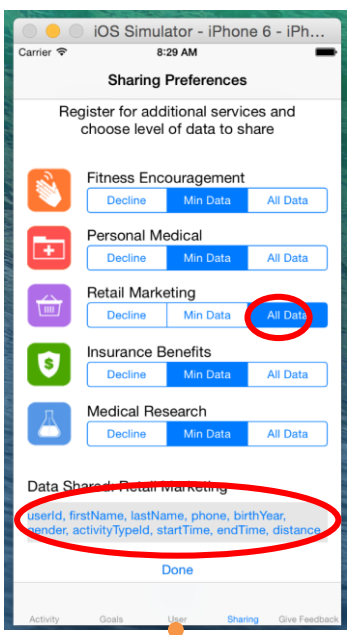 iOS Simulator - iPhone 6 - iPh...
Carrier 8:29 AM
Sharing Preferences
Register for additional services and
choose level of data to share
Fitness Encouragement
Decline Min Data All Data
Personal Medical
Decline Min Data All Data
Retail Marketing
Decline Min Data All Data
Insurance Benefits
Decline Min Data All Data
Medical Research
Decline Min Data All Data
Data Shared: Retail Marketing
userId, firstName, lastName, phone, birthYear,
gender, activityTypeId, startTime, endTime, distance
Done
Activity Goals User Sharing Give Feedback